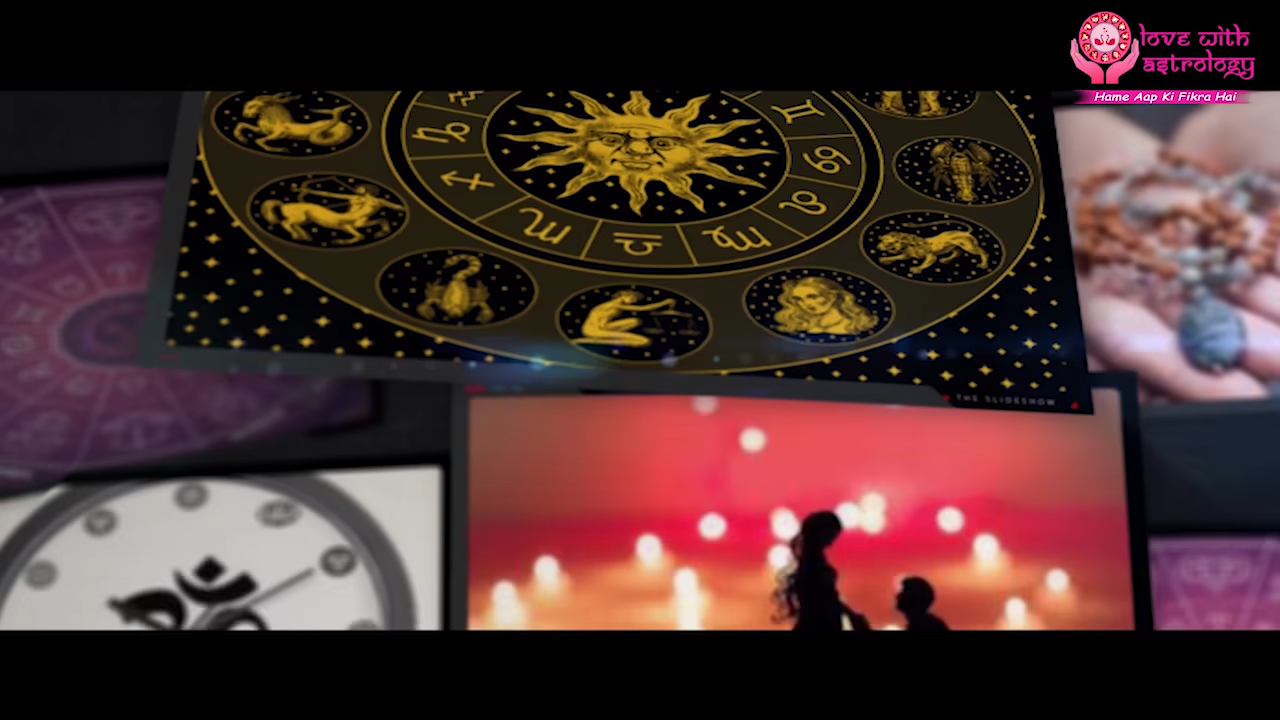 love with
astrology
Hame Aap Ki Fikra Hai
THE SLIDESHOW
ॐ